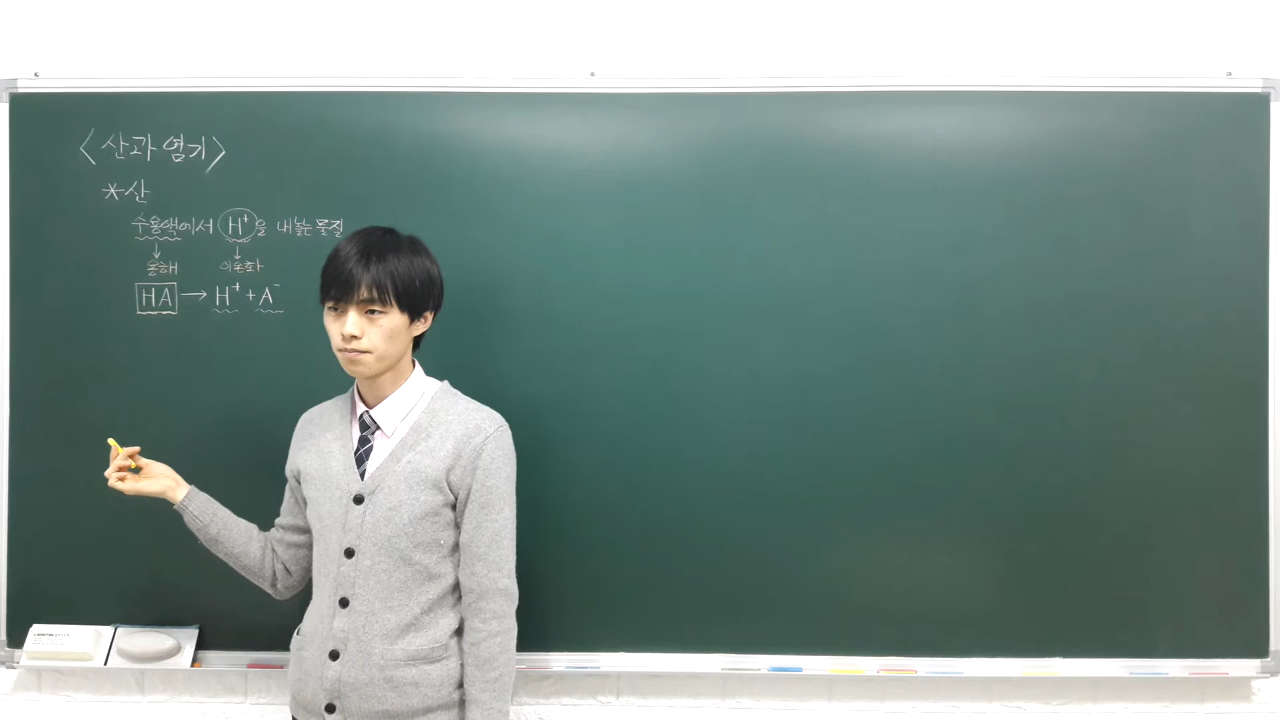 <산과 염기>
*산
수용액에서 H⁺을 내놓는 물질
↓ ↓
용해 이온화
HA → H⁺ + A⁻